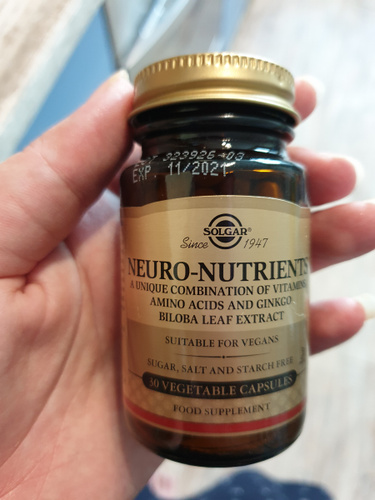 EXP. 11/2021
SOLGAR®
Since 1947
NEURO-NUTRIENTS
A UNIQUE COMBINATION OF VITAMINS
AMINO ACIDS AND GINKGO
BILOBA LEAF EXTRACT
SUITABLE FOR VEGANS
SUGAR, SALT AND STARCH FREE
30 VEGETABLE CAPSULES
FOOD SUPPLEMENT